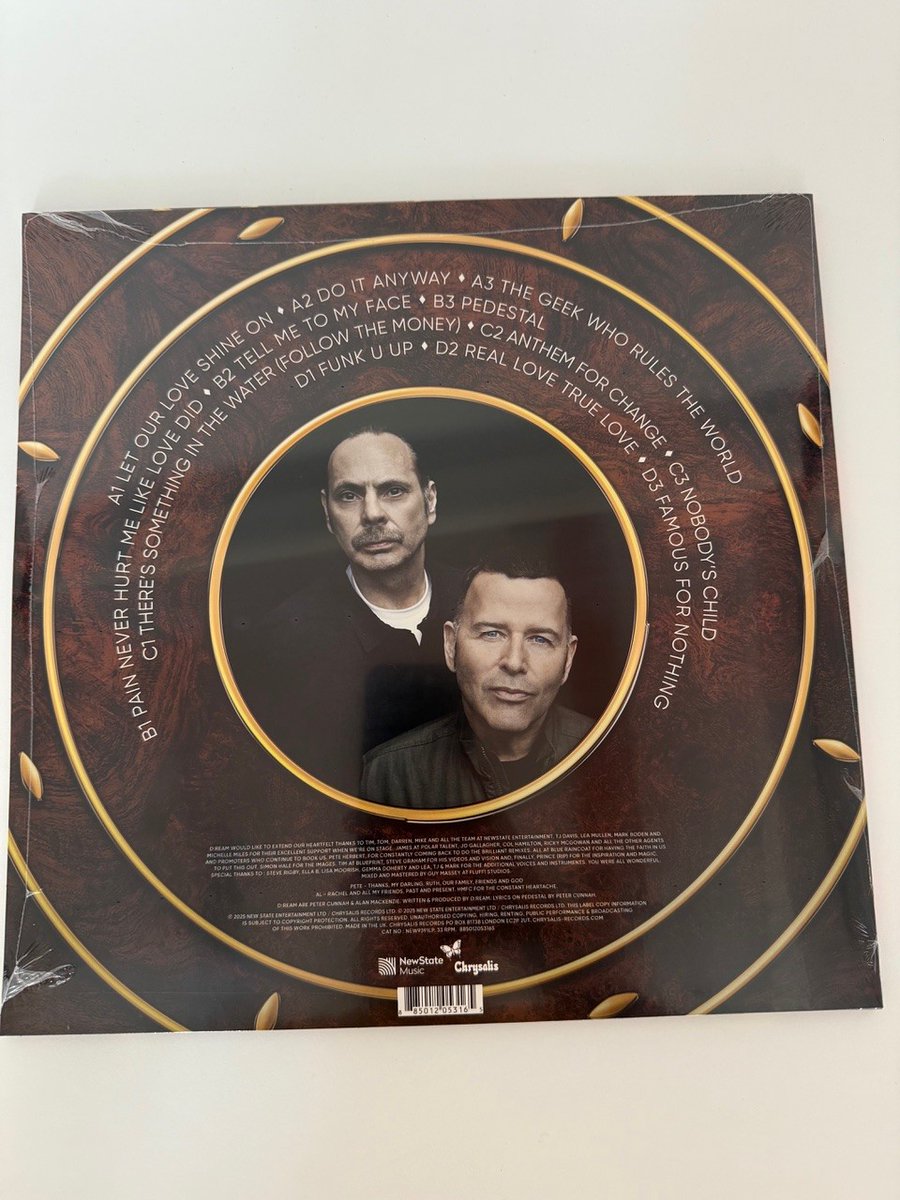 A1 LET OUR LOVE SHINE ON ♦ A2 DO IT ANYWAY ♦ A3 THE GEEK WHO RULES THE WORLD
B1 PAIN NEVER HURT ME LIKE LOVE DID ♦ B2 TELL ME TO MY FACE ♦ B3 PEDESTAL
C1 THERE'S SOMETHING IN THE WATER (FOLLOW THE MONEY) ♦ C2 ANTHEM FOR CHANGE ♦ C3 NOBODY'S CHILD
D1 FUNK U UP ♦ D2 REAL LOVE TRUE LOVE ♦ D3 FAMOUS FOR NOTHING
D:REAM WOULD LIKE TO EXTEND OUR HEARTFELT THANKS TO TIM, TOM, DARREN, MIKE AND ALL THE TEAM AT NEWSTATE ENTERTAINMENT, TJ DAVIS, LEA MULLEN, MARK BODEN AND
MICHELLE MILES FOR THEIR EXCELLENT SUPPORT WHEN WE'RE ON STAGE. JAMES AT POLAR TALENT, JO GALLAGHER, COL HAMILTON, RICKY MCGOWAN AND ALL THE OTHER AGENTS
AND PROMOTERS WHO CONTINUE TO BOOK US. PETE HERBERT, FOR CONSTANTLY COMING BACK TO DO THE BRILLIANT REMIXES. ALL AT BLUE RAINCOAT FOR HAVING THE FAITH IN US
TO PUT THIS OUT. SIMON HALE FOR THE IMAGES. TIM AT BLUEPRINT, STEVE GRAHAM FOR HIS VIDEOS AND VISION AND, FINALLY, PRINCE (RIP) FOR THE INSPIRATION AND MAGIC.
SPECIAL THANKS TO : STEVE RIGBY, ELLA B. LISA MOORISH, GEMMA DOHERTY AND LEA, TJ & MARK FOR THE ADDITIONAL VOICES AND INSTRUMENTS. YOU WERE ALL WONDERFUL.
MIXED AND MASTERED BY GUY MASSEY AT FLUFFI STUDIOS.
PETE - THANKS, MY DARLING, RUTH, OUR FAMILY, FRIENDS AND GOD
AL - RACHEL AND ALL MY FRIENDS, PAST AND PRESENT. HMFC FOR THE CONSTANT HEARTACHE.
D:REAM ARE PETER CUNNAH & ALAN MACKENZIE. WRITTEN & PRODUCED BY D:REAM. LYRICS ON PEDESTAL BY PETER CUNNAH.
℗ 2025 NEW STATE ENTERTAINMENT LTD / CHRYSALIS RECORDS LTD. © 2025 NEW STATE ENTERTAINMENT LTD / CHRYSALIS RECORDS LTD. THIS LABEL COPY INFORMATION
IS SUBJECT TO COPYRIGHT PROTECTION. ALL RIGHTS RESERVED. UNAUTHORISED COPYING, HIRING, RENTING, PUBLIC PERFORMANCE & BROADCASTING
OF THIS WORK PROHIBITED. MADE IN THE UK. CHRYSALIS RECORDS PO BOX 81738 LONDON EC2P 2UT. CHRYSALIS-RECORDS.COM
CAT NO : NEW9391LP, 33 RPM. 885012053165
NewState
Music
Chrysalis
8 85012 05316 5